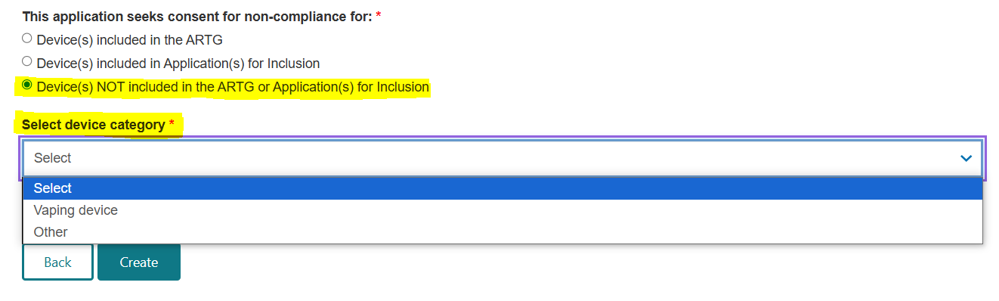 This application seeks consent for non-compliance for: *
Device(s) included in the ARTG
Device(s) included in Application(s) for Inclusion
Device(s) NOT included in the ARTG or Application(s) for Inclusion
Select device category *
Select
Select
Vaping device
Other
Back Create